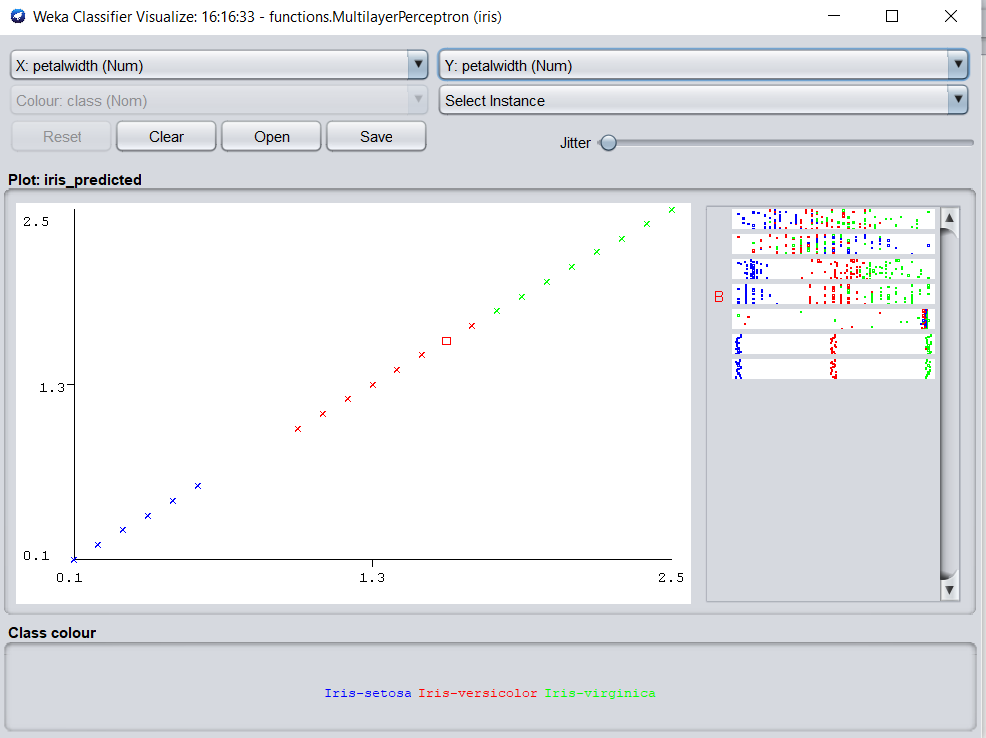 Weka Classifier Visualize: 16:16:33 - functions.MultilayerPerceptron (iris)
X: petalwidth (Num) Y: petalwidth (Num)
Colour: class (Nom) Select Instance
Reset Clear Open Save Jitter
Plot: iris_predicted
2.5
B
1.3
0.1
0.1 1.3 2.5
Class colour
Iris-setosa Iris-versicolor Iris-virginica